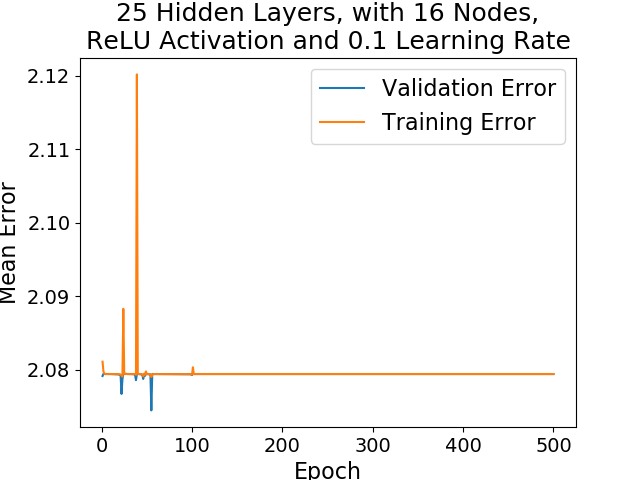 25 Hidden Layers, with 16 Nodes,
ReLU Activation and 0.1 Learning Rate
Validation Error
Training Error
2.12
2.11
2.10
2.09
2.08
Mean Error
0 100 200 300 400 500
Epoch